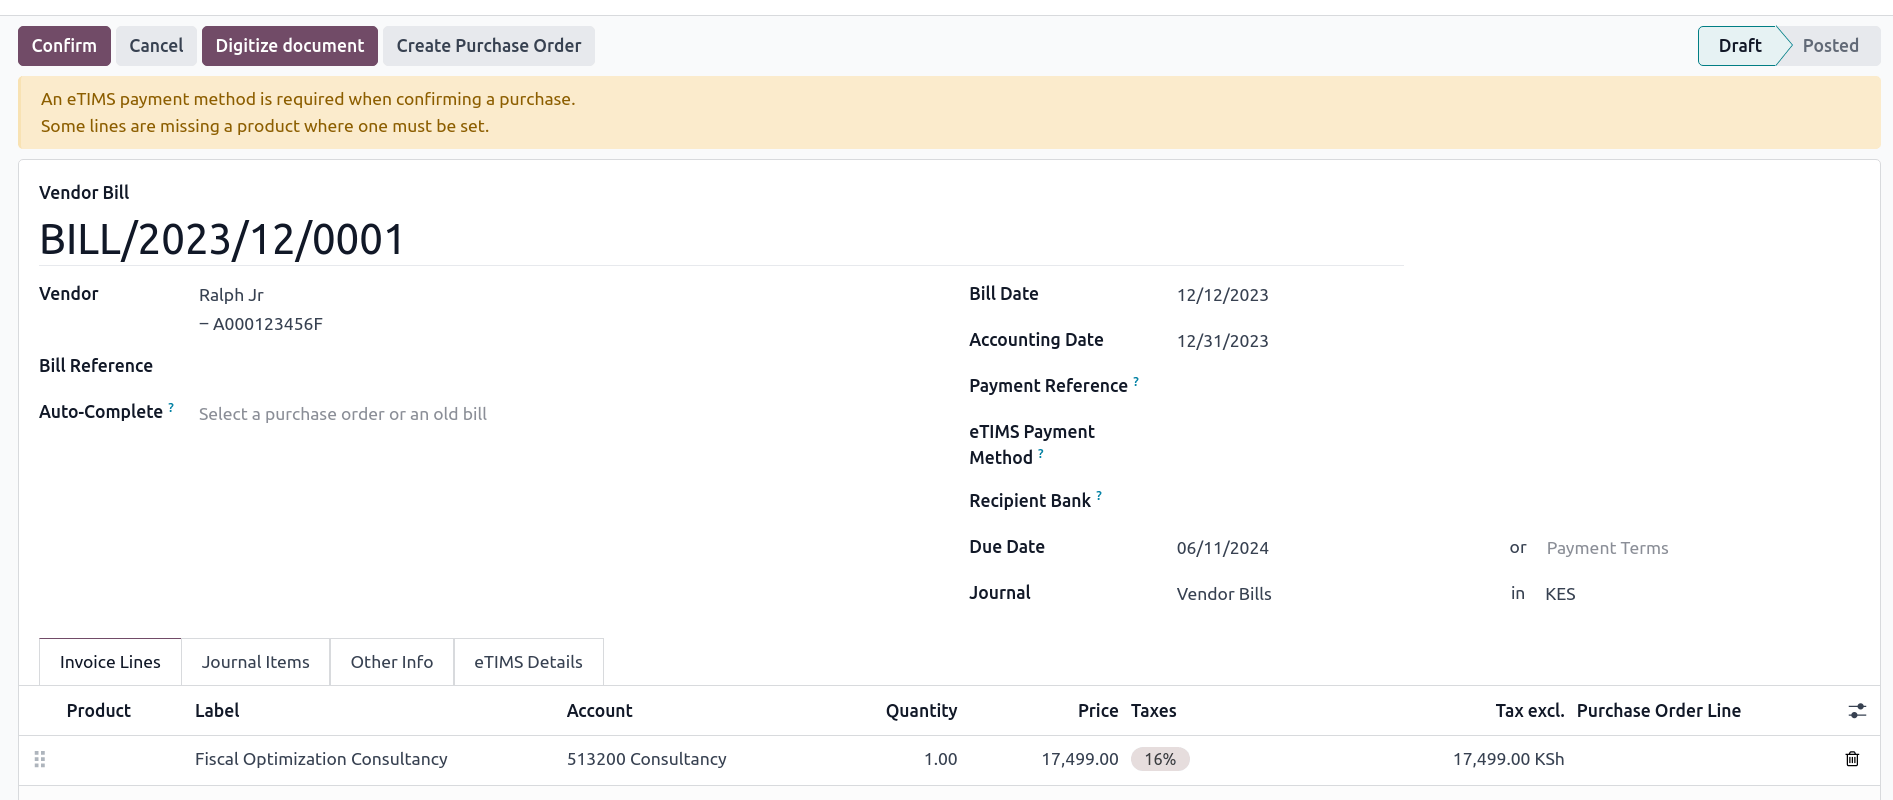 Confirm Cancel Digitize document Create Purchase Order Draft Posted
An eTIMS payment method is required when confirming a purchase.
Some lines are missing a product where one must be set.
Vendor Bill
BILL/2023/12/0001
Vendor Ralph Jr
– A000123456F
Bill Reference
Auto-Complete ? Select a purchase order or an old bill
Bill Date 12/12/2023
Accounting Date 12/31/2023
Payment Reference ?
eTIMS Payment
Method ?
Recipient Bank ?
Due Date 06/11/2024 or Payment Terms
Journal Vendor Bills in KES
Invoice Lines Journal Items Other Info eTIMS Details
Product Label Account Quantity Price Taxes Tax excl. Purchase Order Line
Fiscal Optimization Consultancy 513200 Consultancy 1.00 17,499.00 16% 17,499.00 KSh